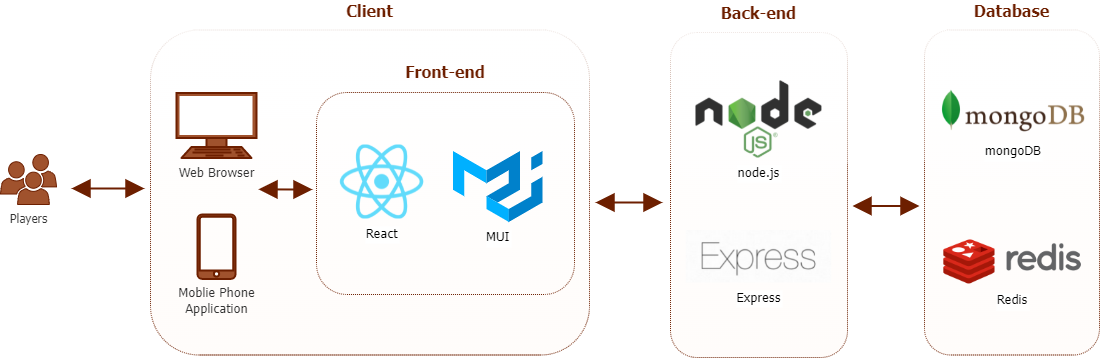 Client
Back-end
Database
Front-end
node
JS
mongoDB
Web Browser
node.js
mongoDB
Players
React
MUI
Express
redis
Moblie Phone
Application
Express
Redis